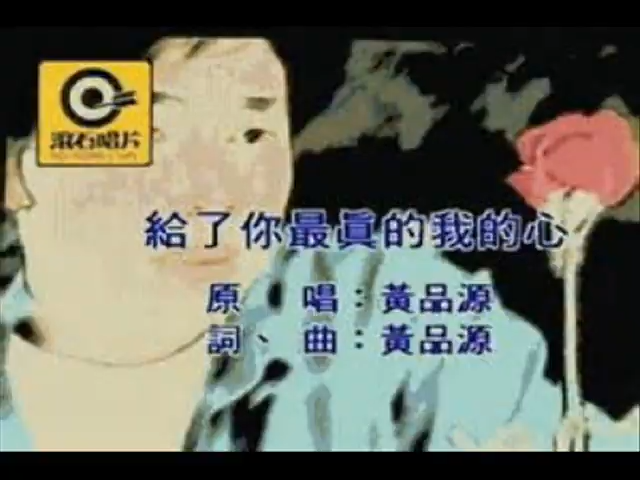 滾石唱片
給了你最真的我的心
原 唱：黃品源
詞、曲：黃品源